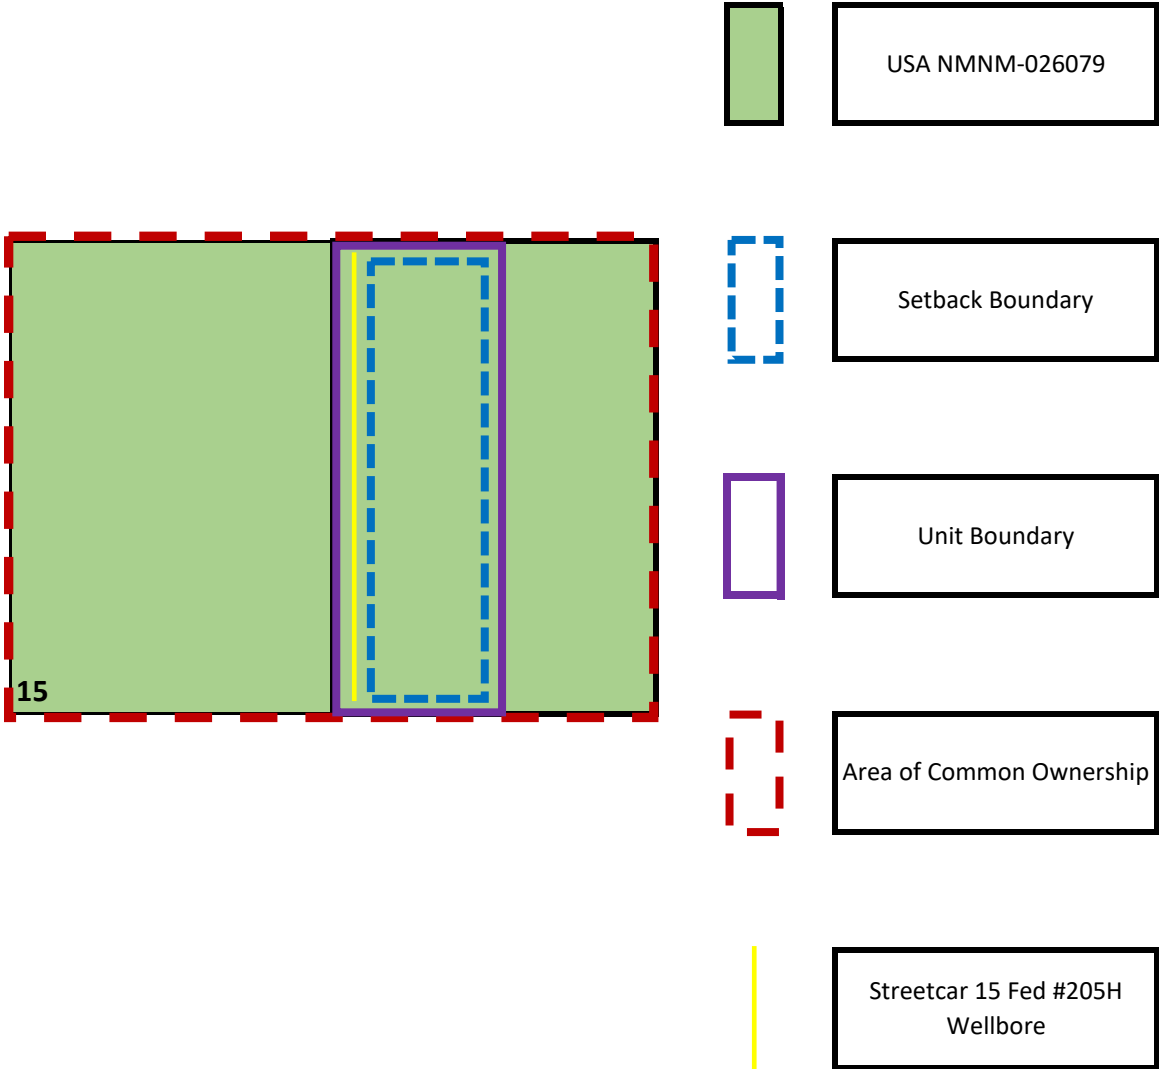 USA NMNM-026079
Setback Boundary
Unit Boundary
15
Area of Common Ownership
Streetcar 15 Fed #205H
Wellbore